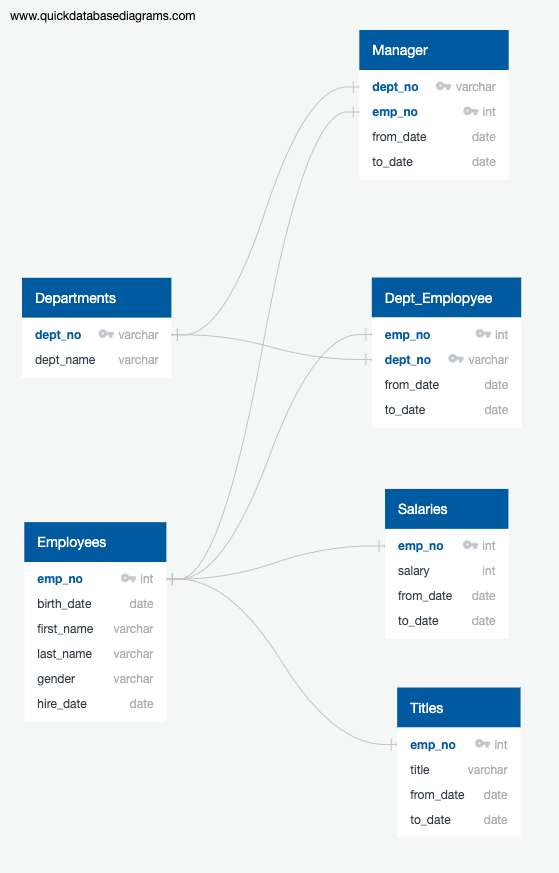 www.quickdatabasediagrams.com
Manager
dept_no varchar
emp_no int
from_date date
to_date date
Departments
dept_no varchar
dept_name varchar
Dept_Emplopyee
emp_no int
dept_no varchar
from_date date
to_date date
Employees
emp_no int
birth_date date
first_name varchar
last_name varchar
gender varchar
hire_date date
Salaries
emp_no int
salary int
from_date date
to_date date
Titles
emp_no int
title varchar
from_date date
to_date date